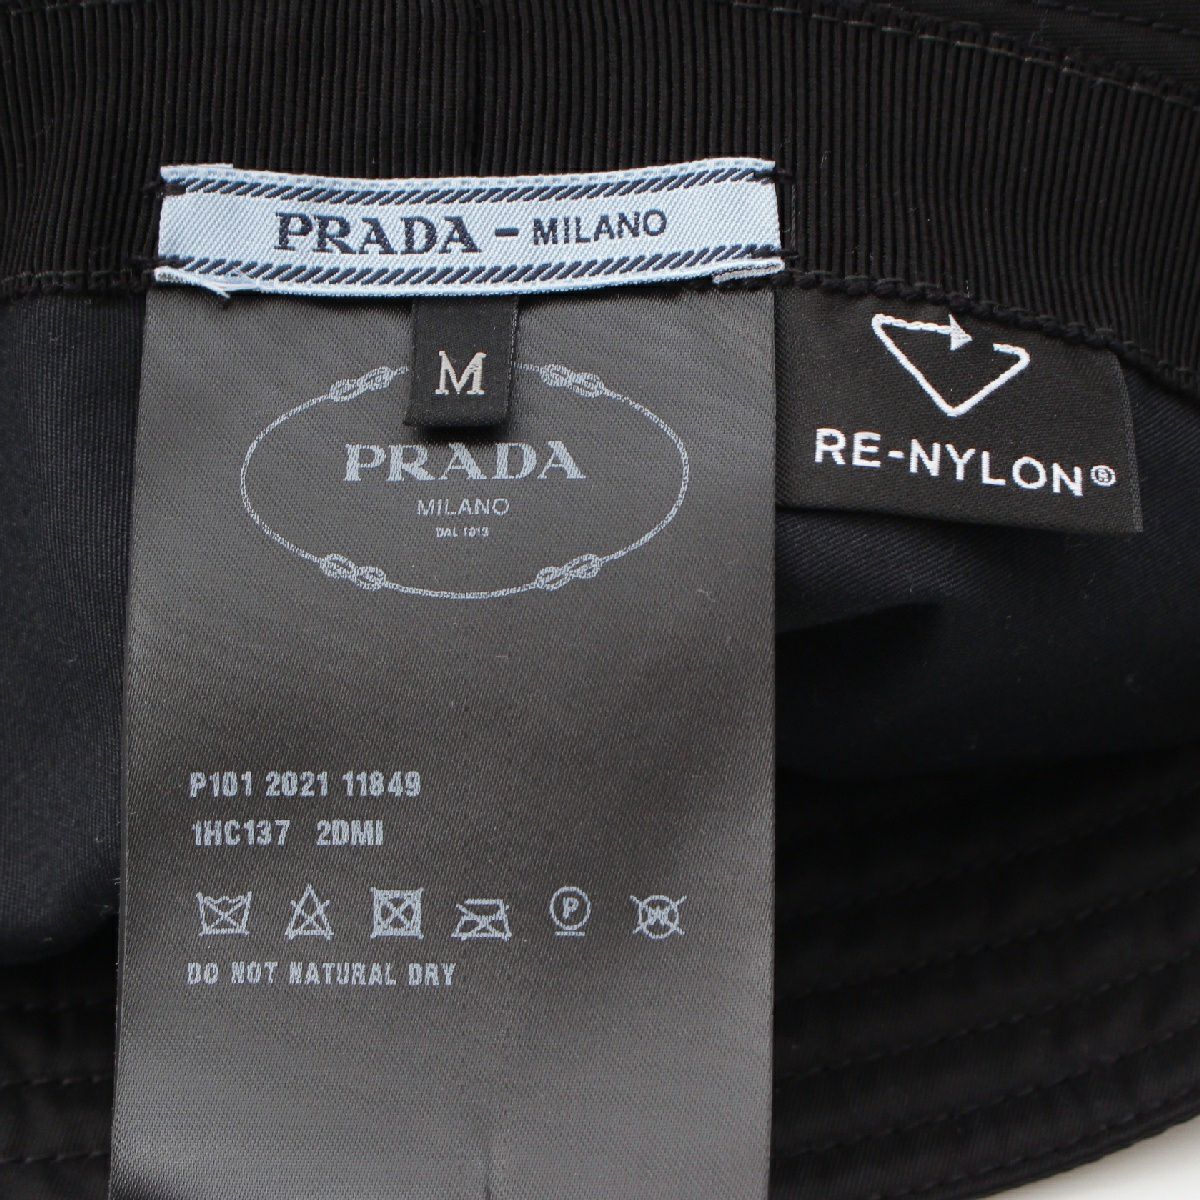 PRADA - MILANO
M
PRADA
MILANO
DAL 1913
RE-NYLON®
P101 2021 11849
1HC137 2DMI
P
W
DO NOT NATURAL DRY